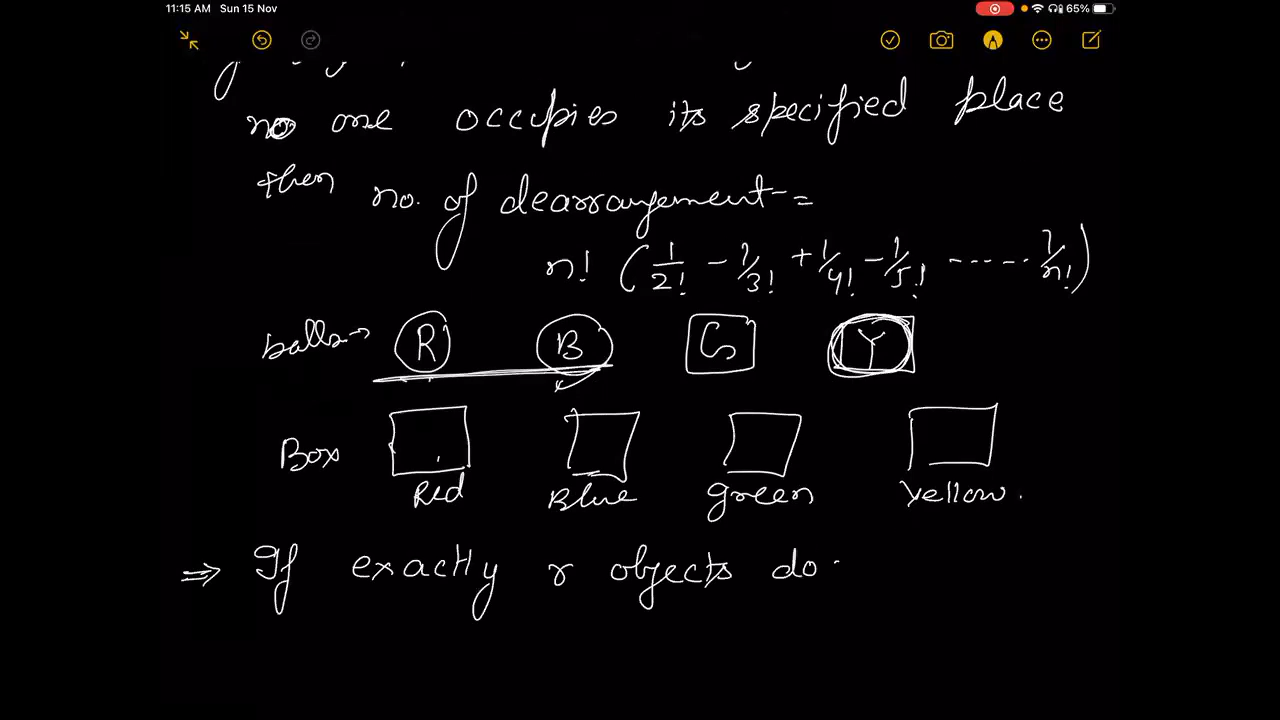 11:15 AM Sun 15 Nov
65%
no one occupies its specified place
then no. of dearrangement =
n! ( 1/2! - 1/3! + 1/4! - 1/5! ------ 1/n! )
balls→ R B G Y
Box
Red Blue green Yellow.
⇒ If exactly r objects do